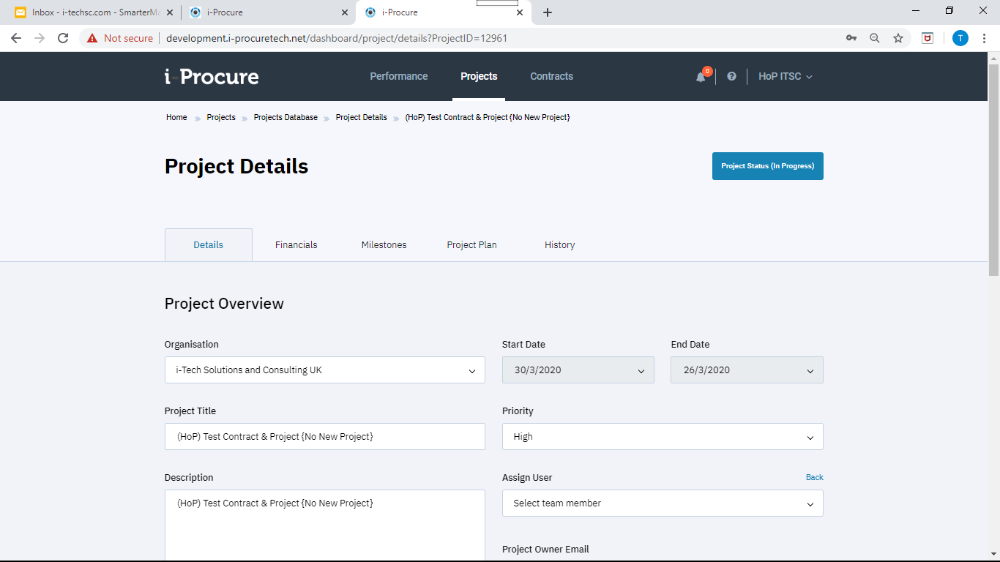 Inbox - i-techsc.com - SmarterMa
i-Procure
i-Procure
Not secure
development.i-procuretech.net/dashboard/project/details?ProjectID=12961
T
i-Procure
Performance
Projects
Contracts
0
?
HoP ITSC
Home » Projects » Projects Database » Project Details » (HoP) Test Contract & Project {No New Project}
Project Details
Project Status (In Progress)
Details
Financials
Milestones
Project Plan
History
Project Overview
Organisation
Start Date
End Date
i-Tech Solutions and Consulting UK
30/3/2020
26/3/2020
Project Title
Priority
(HoP) Test Contract & Project {No New Project}
High
Description
Assign User
Back
(HoP) Test Contract & Project {No New Project}
Select team member
Project Owner Email